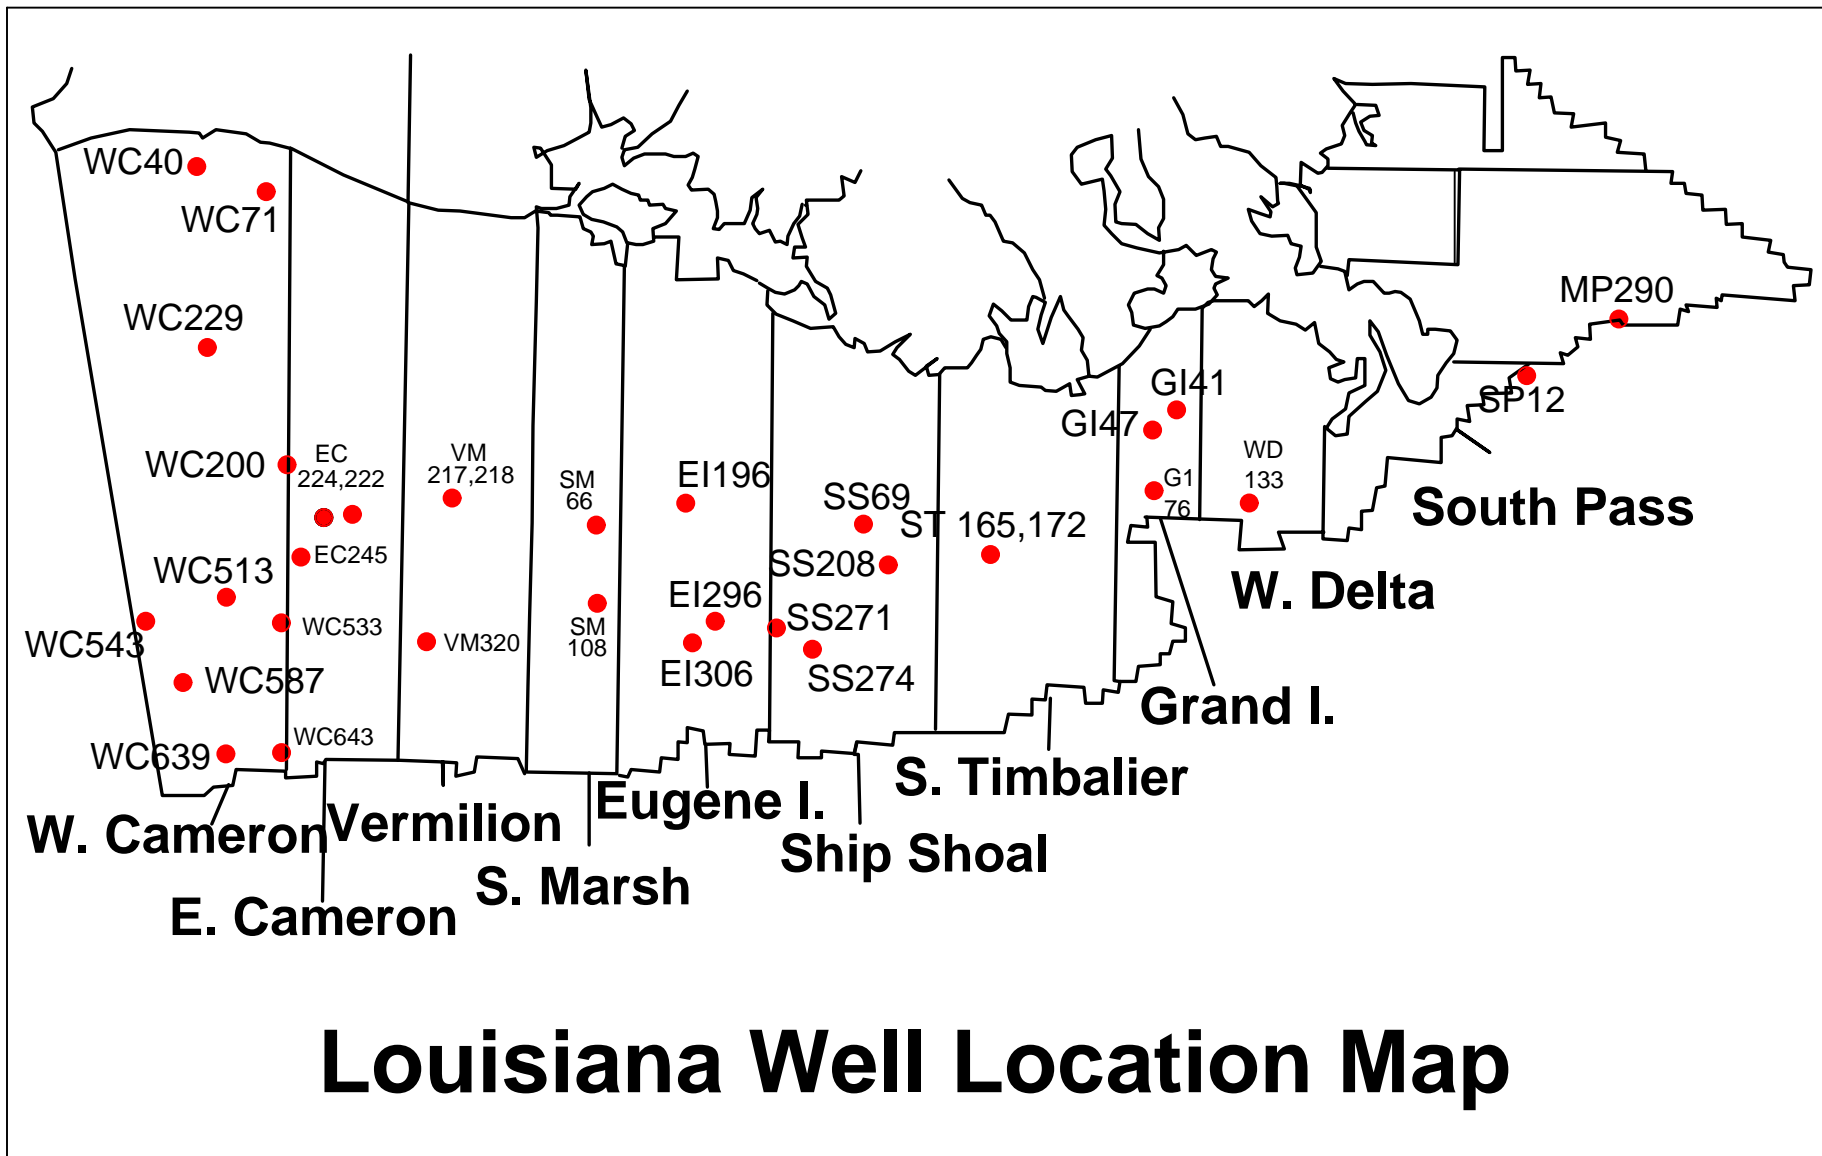 WC40
WC71
WC229
MP290
SP12
GI41
GI47
WC200
EC
224,222
VM
217,218
SM
66
EI196
SS69
ST 165,172
G1
76
WD
133
South Pass
EC245
WC513
SS208
W. Delta
WC543
WC533
VM320
SM
108
EI296
EI306
SS271
SS274
WC587
Grand I.
WC639
WC643
S. Timbalier
Eugene I.
W. Cameron
Vermilion
Ship Shoal
S. Marsh
E. Cameron
Louisiana Well Location Map